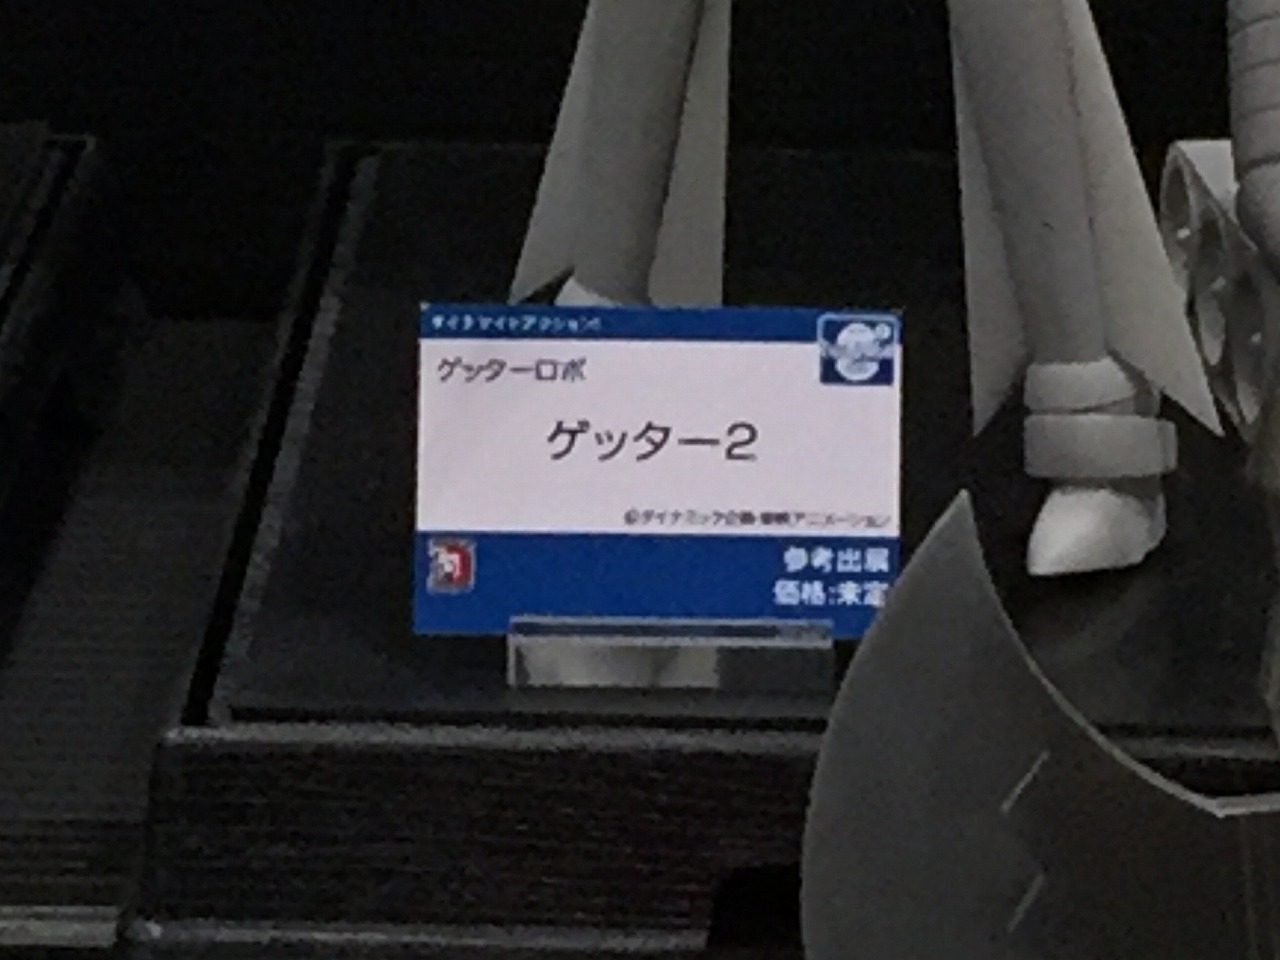 ダイナマイトアクション!
ゲッターロボ
ゲッター2
©ダイナミック企画・東映アニメーション
参考出展
価格:未定